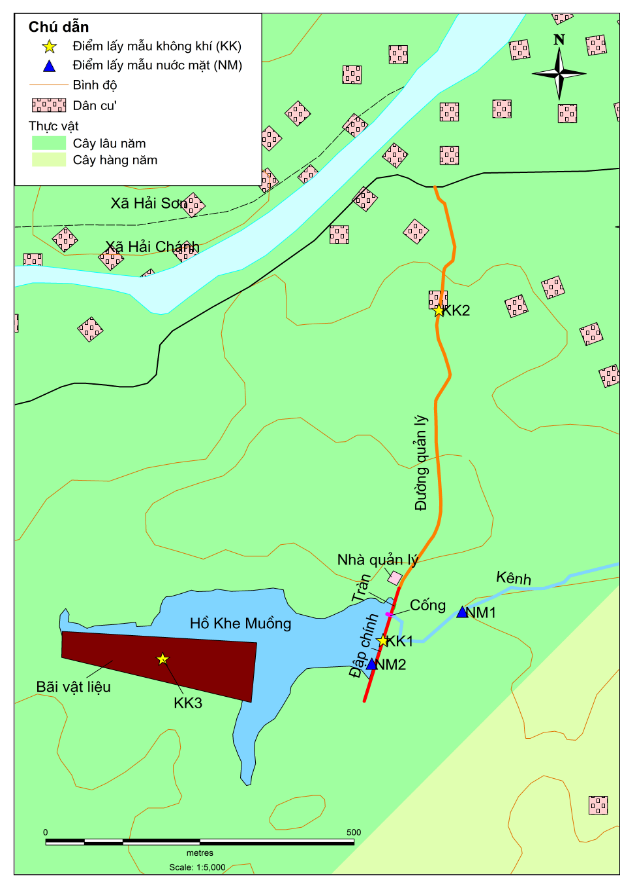 Chú dẫn
Điểm lấy mẫu không khí (KK)
Điểm lấy mẫu nước mặt (NM)
Bình độ
Dân cư'
Thực vật
Cây lâu năm
Cây hàng năm
N
Xã Hải Sơn
Xã Hải Chánh
KK2
Đường quản lý
Nhà quản lý
Tràn
Cống
Kênh
NM1
Hồ Khe Muồng
Đập chính
KK1
NM2
Bãi vật liệu
KK3
0
500
metres
Scale: 1:5,000